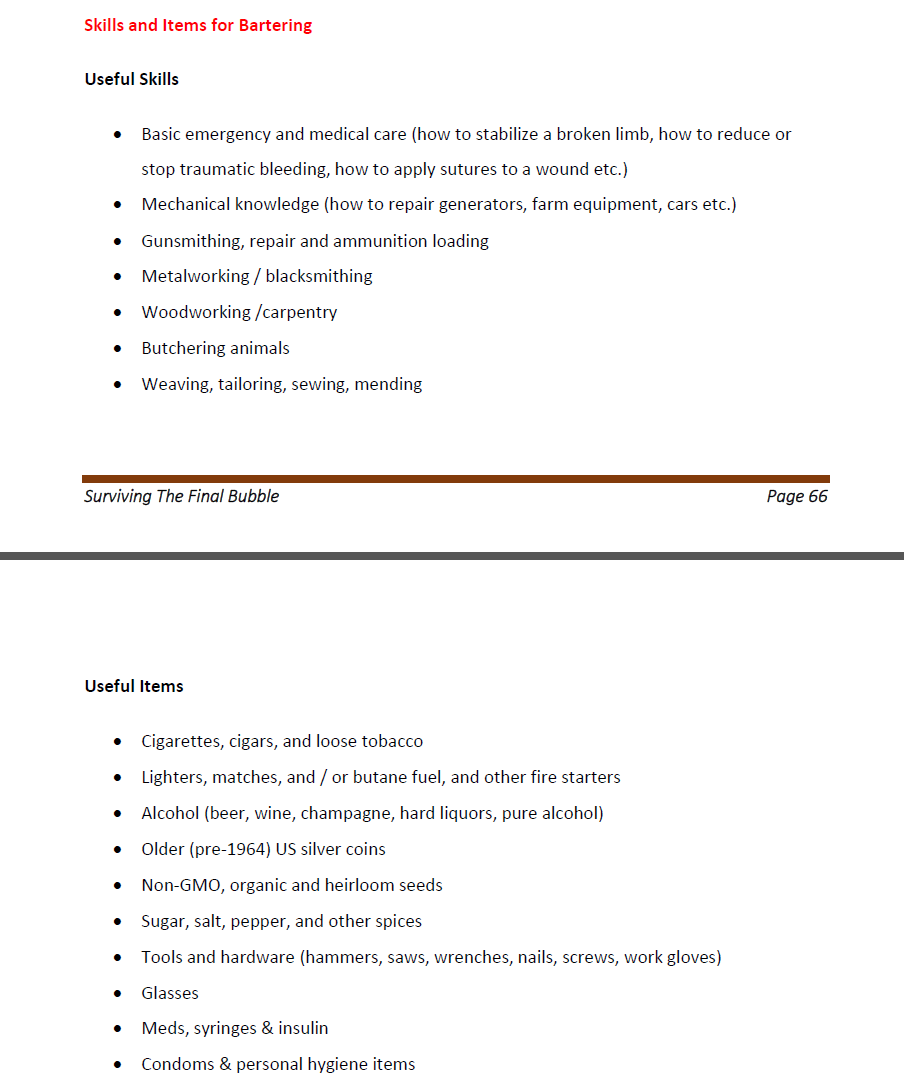 Skills and Items for Bartering
Useful Skills
• Basic emergency and medical care (how to stabilize a broken limb, how to reduce or
stop traumatic bleeding, how to apply sutures to a wound etc.)
• Mechanical knowledge (how to repair generators, farm equipment, cars etc.)
• Gunsmithing, repair and ammunition loading
• Metalworking / blacksmithing
• Woodworking /carpentry
• Butchering animals
• Weaving, tailoring, sewing, mending
Surviving The Final Bubble Page 66
Useful Items
• Cigarettes, cigars, and loose tobacco
• Lighters, matches, and / or butane fuel, and other fire starters
• Alcohol (beer, wine, champagne, hard liquors, pure alcohol)
• Older (pre-1964) US silver coins
• Non-GMO, organic and heirloom seeds
• Sugar, salt, pepper, and other spices
• Tools and hardware (hammers, saws, wrenches, nails, screws, work gloves)
• Glasses
• Meds, syringes & insulin
• Condoms & personal hygiene items